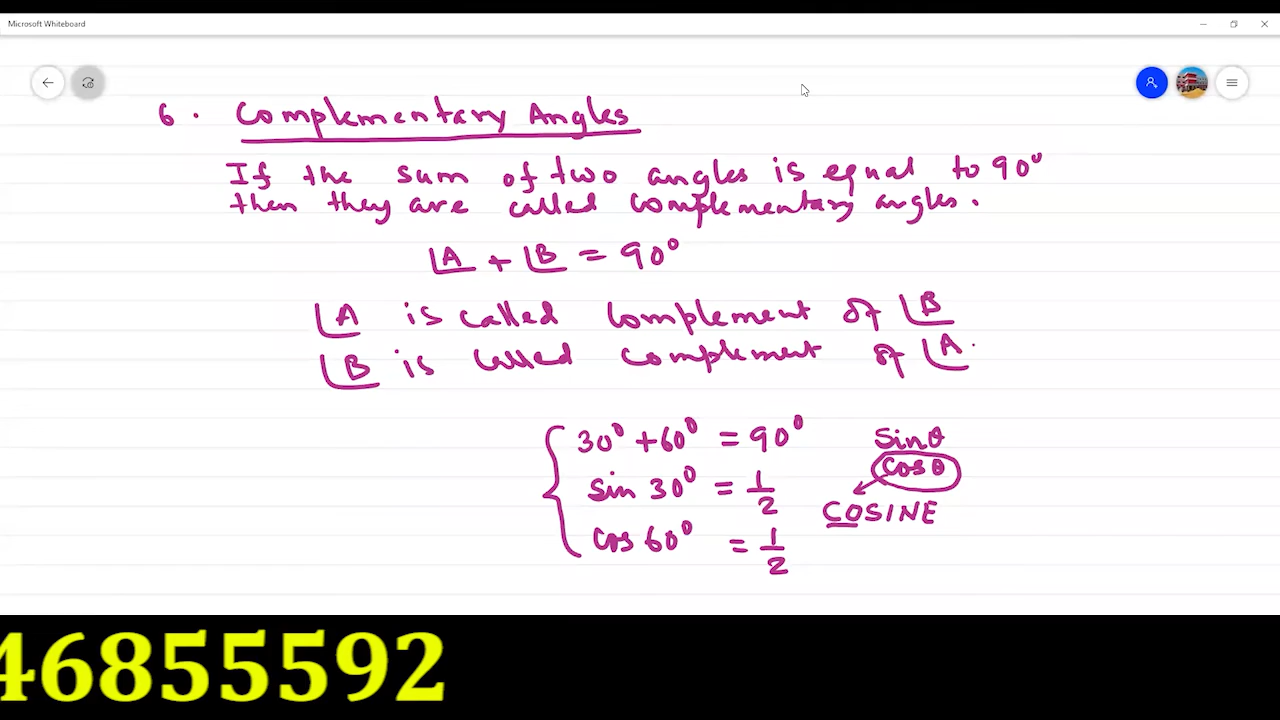 Microsoft Whiteboard
6. Complementary Angles
If the sum of two angles is equal to 90°
then they are called complementary angles.
∠A + ∠B = 90°
∠A is called complement of ∠B
∠B is called complement of ∠A.
30° + 60° = 90°
sin 30° = 1/2
cos 60° = 1/2
sinθ
cosθ
COSINE
46855592